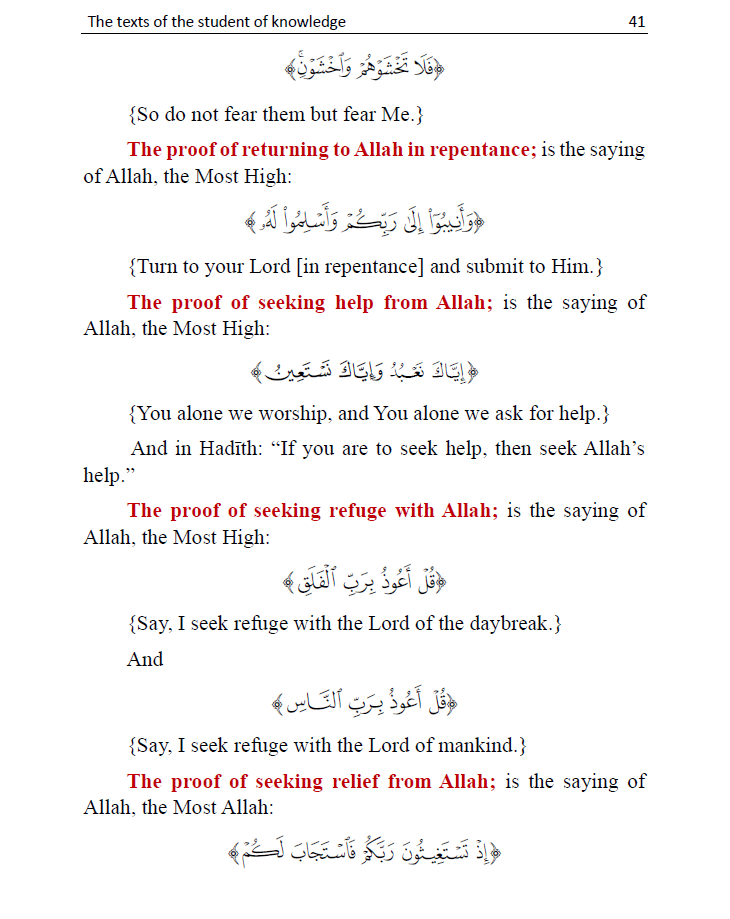 The texts of the student of knowledge 41
﴿فَلَا تَخْشَوْهُمْ وَٱخْشَوْنِۚ﴾
{So do not fear them but fear Me.}
The proof of returning to Allah in repentance; is the saying
of Allah, the Most High:
﴿وَأَنِيبُوٓا۟ إِلَىٰ رَبِّكُمْ وَأَسْلِمُوا۟ لَهُۥ﴾
{Turn to your Lord [in repentance] and submit to Him.}
The proof of seeking help from Allah; is the saying of
Allah, the Most High:
﴿إِيَّاكَ نَعْبُدُ وَإِيَّاكَ نَسْتَعِينُ﴾
{You alone we worship, and You alone we ask for help.}
And in Hadīth: “If you are to seek help, then seek Allah’s
help.”
The proof of seeking refuge with Allah; is the saying of
Allah, the Most High:
﴿قُلْ أَعُوذُ بِرَبِّ ٱلْفَلَقِ﴾
{Say, I seek refuge with the Lord of the daybreak.}
And
﴿قُلْ أَعُوذُ بِرَبِّ ٱلنَّاسِ﴾
{Say, I seek refuge with the Lord of mankind.}
The proof of seeking relief from Allah; is the saying of
Allah, the Most Allah:
﴿إِذْ تَسْتَغِيثُونَ رَبَّكُمْ فَٱسْتَجَابَ لَكُمْ﴾